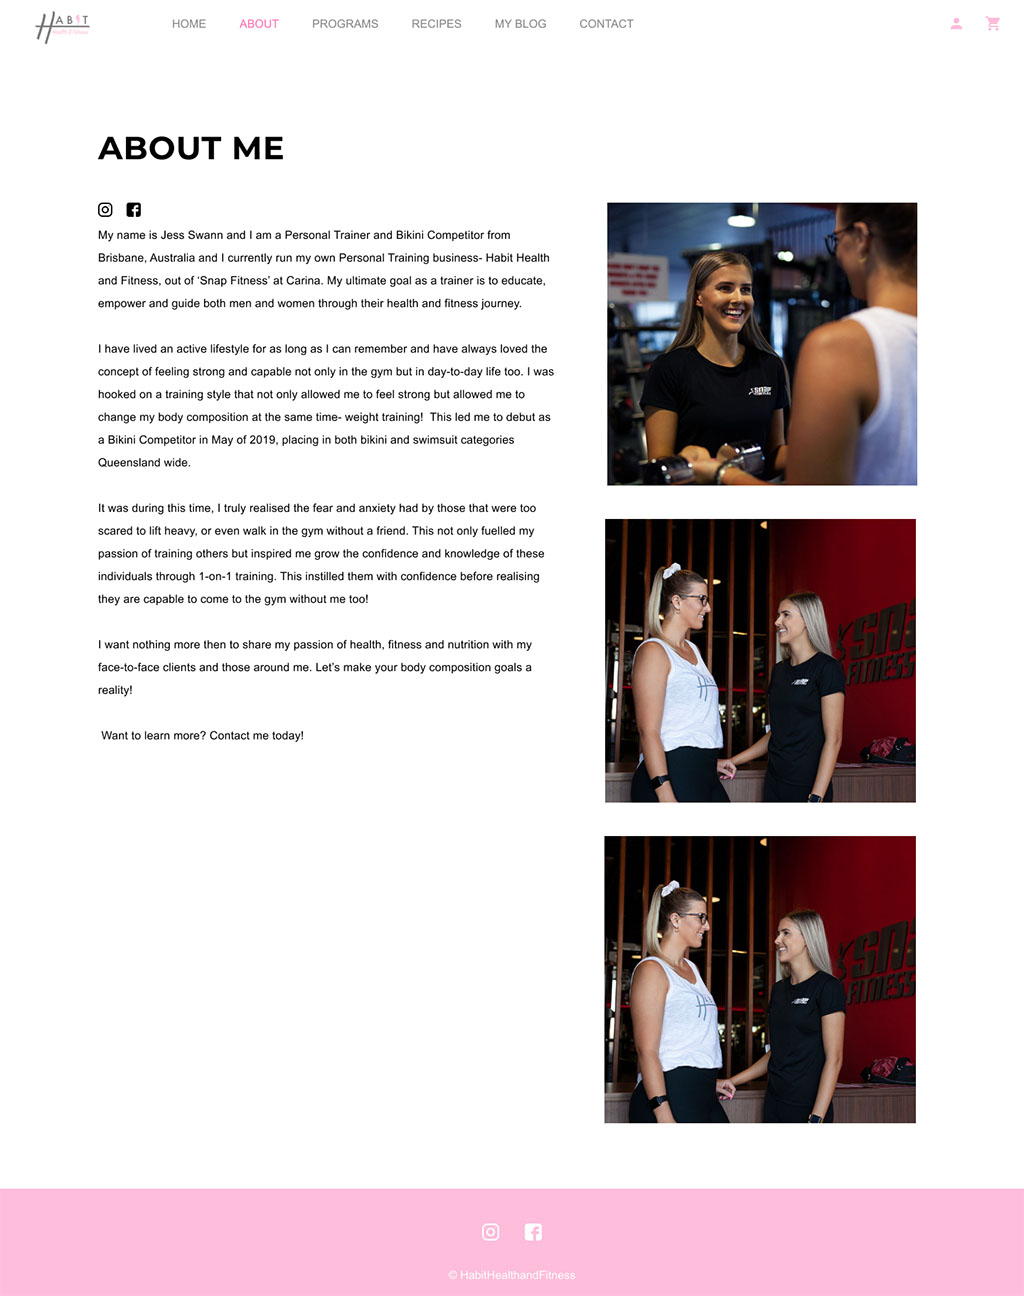 HABIT
Health & Fitness
HOME ABOUT PROGRAMS RECIPES MY BLOG CONTACT
ABOUT ME
My name is Jess Swann and I am a Personal Trainer and Bikini Competitor from
Brisbane, Australia and I currently run my own Personal Training business- Habit Health
and Fitness, out of ‘Snap Fitness’ at Carina. My ultimate goal as a trainer is to educate,
empower and guide both men and women through their health and fitness journey.
I have lived an active lifestyle for as long as I can remember and have always loved the
concept of feeling strong and capable not only in the gym but in day-to-day life too. I was
hooked on a training style that not only allowed me to feel strong but allowed me to
change my body composition at the same time- weight training!  This led me to debut as
a Bikini Competitor in May of 2019, placing in both bikini and swimsuit categories
Queensland wide.
It was during this time, I truly realised the fear and anxiety had by those that were too
scared to lift heavy, or even walk in the gym without a friend. This not only fuelled my
passion of training others but inspired me grow the confidence and knowledge of these
individuals through 1-on-1 training. This instilled them with confidence before realising
they are capable to come to the gym without me too!
I want nothing more then to share my passion of health, fitness and nutrition with my
face-to-face clients and those around me. Let’s make your body composition goals a
reality!
Want to learn more? Contact me today!
SNAP
FITNESS
FITNESS
© HabitHealthandFitness